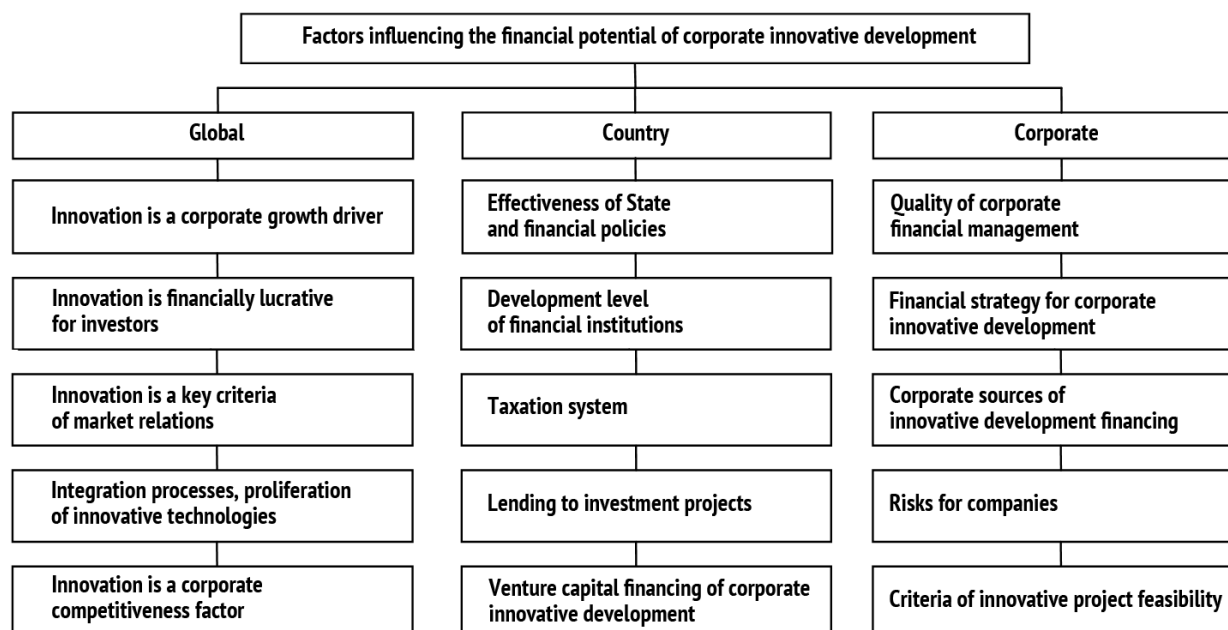 Factors influencing the financial potential of corporate innovative development
Global
Country
Corporate
Innovation is a corporate growth driver
Effectiveness of State
and financial policies
Quality of corporate
financial management
Innovation is financially lucrative
for investors
Development level
of financial institutions
Financial strategy for corporate
innovative development
Innovation is a key criteria
of market relations
Taxation system
Corporate sources of
innovative development financing
Integration processes, proliferation
of innovative technologies
Lending to investment projects
Risks for companies
Innovation is a corporate
competitiveness factor
Venture capital financing of corporate
innovative development
Criteria of innovative project feasibility